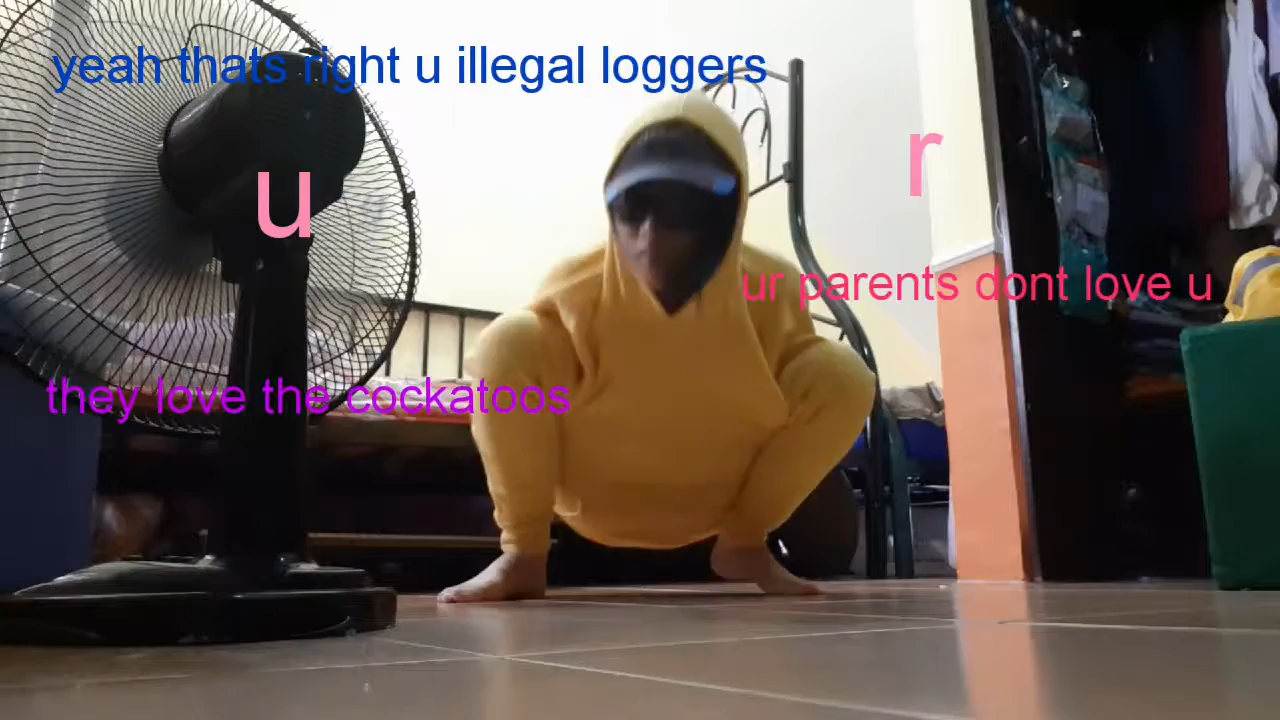 yeah thats right u illegal loggers
u
r
ur parents dont love u
they love the cockatoos